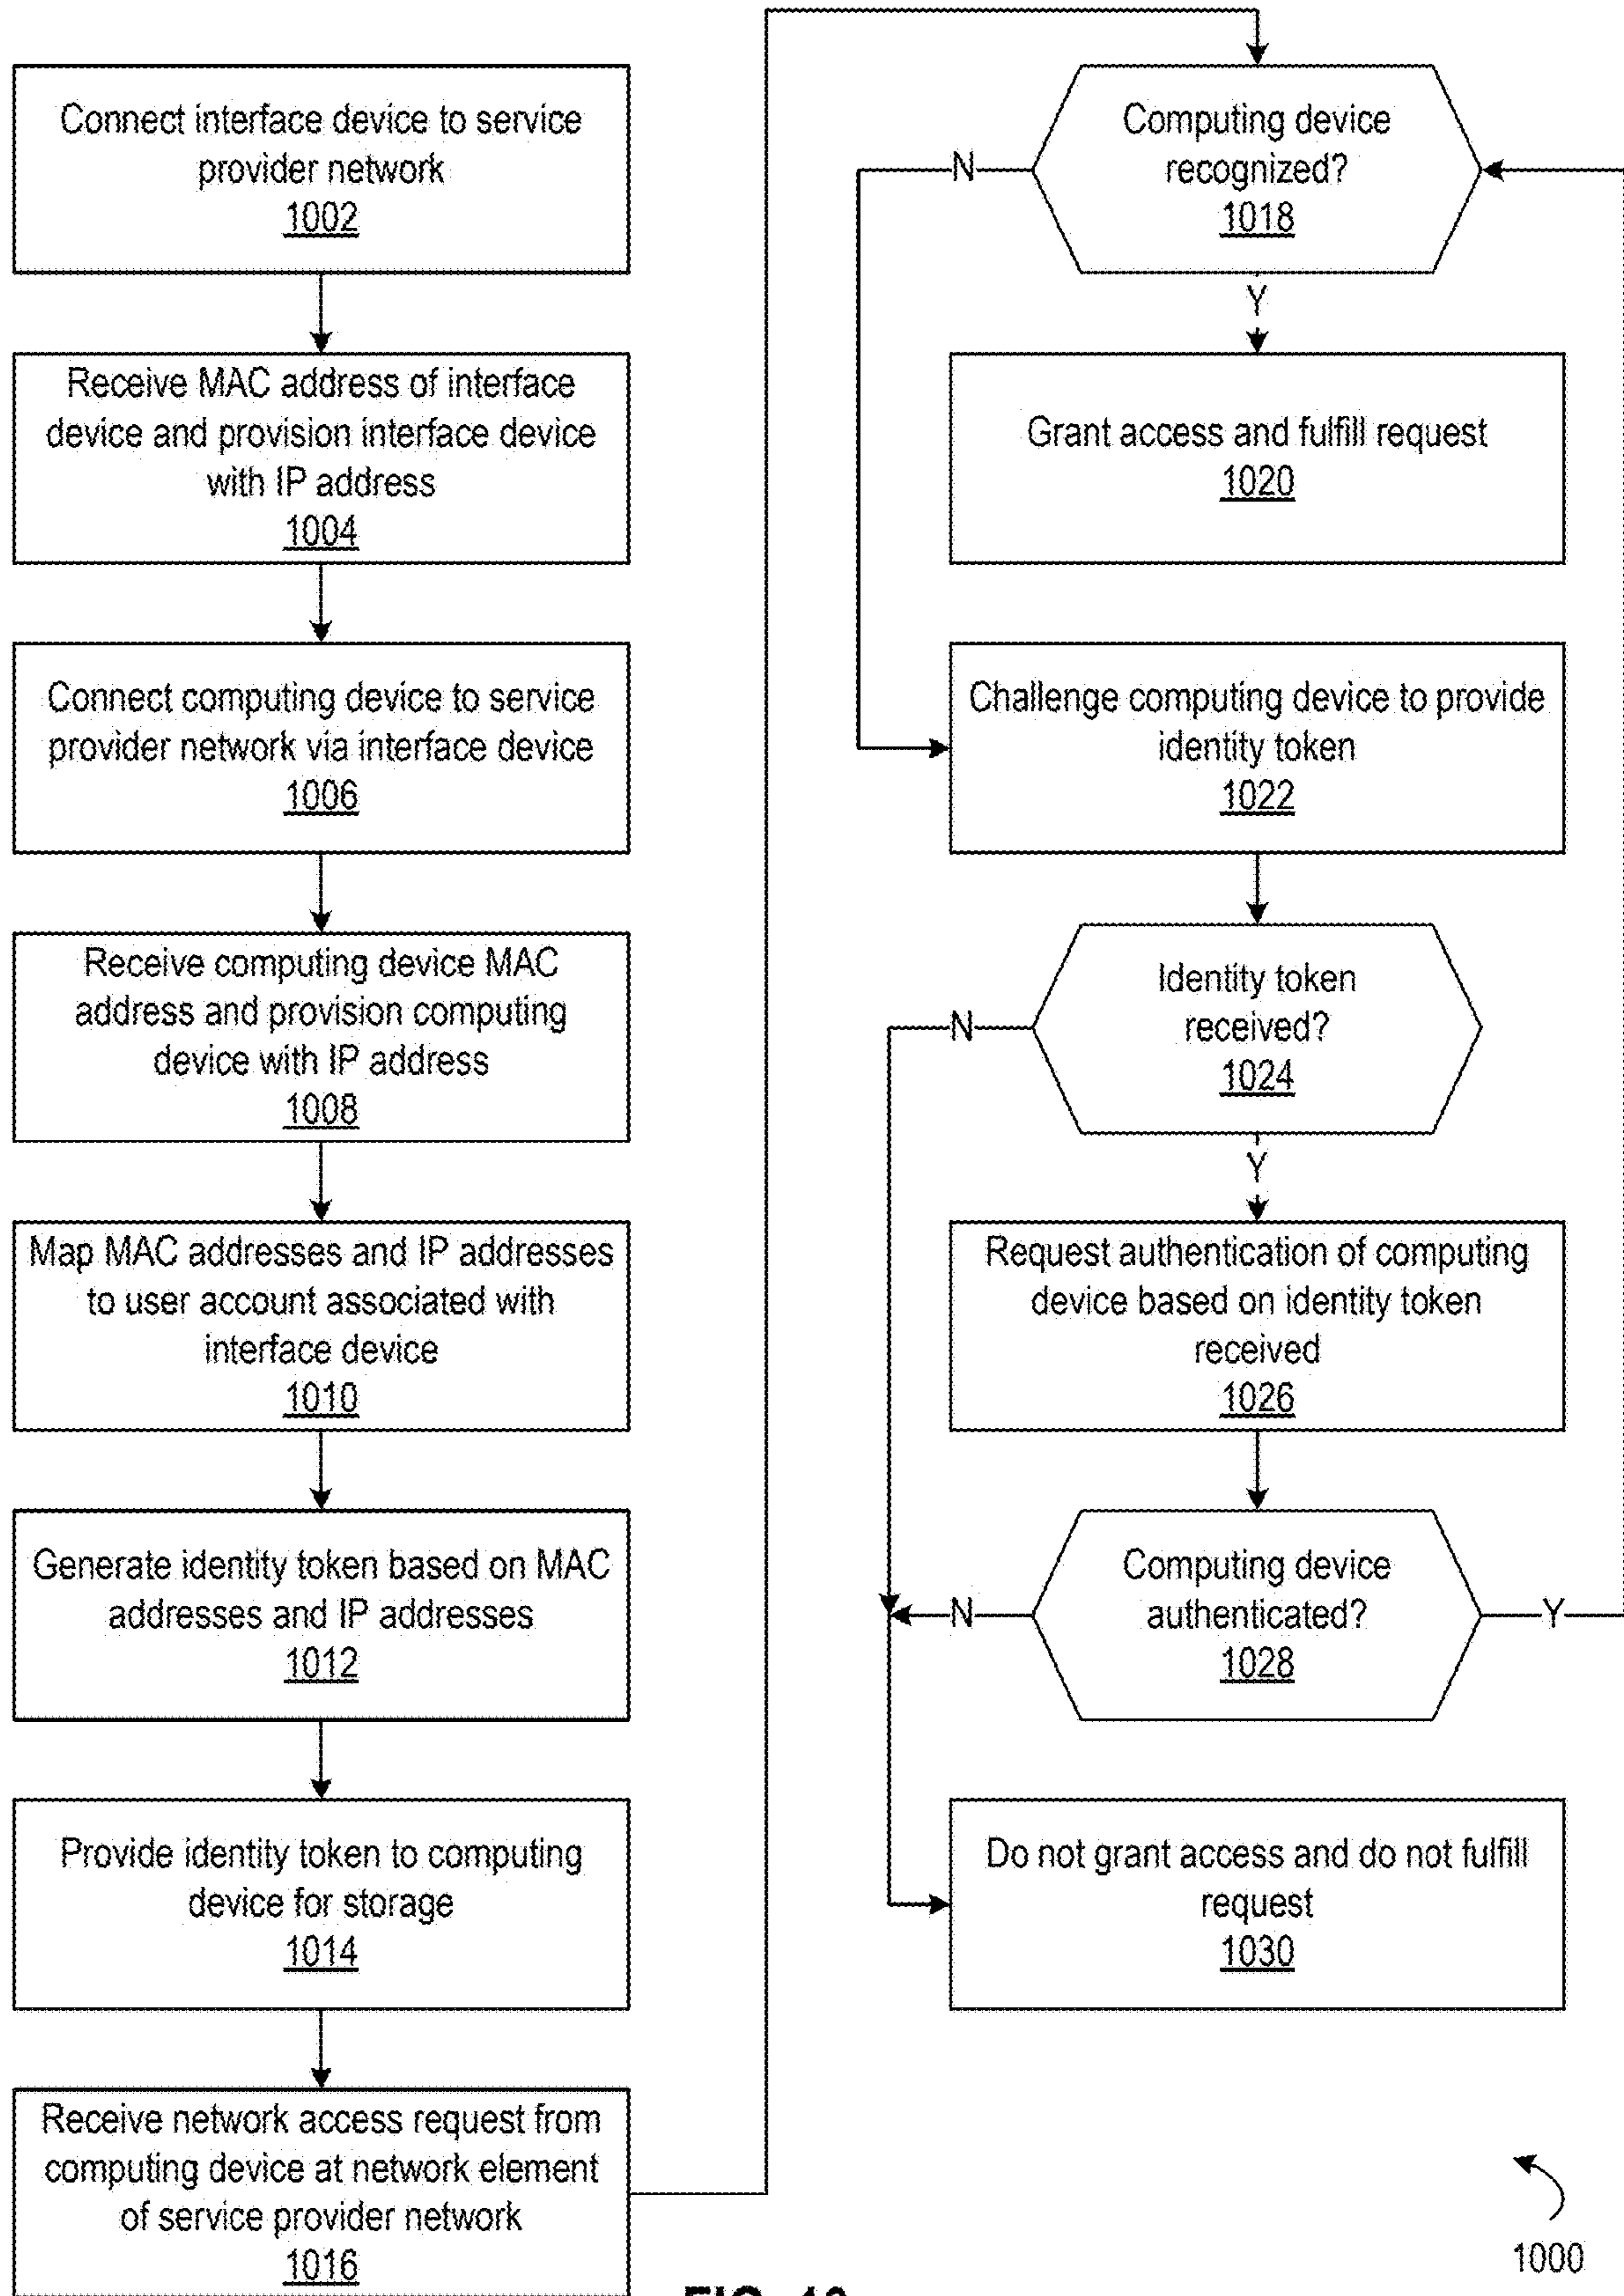 Connect interface device to service
provider network
1002
Receive MAC address of interface
device and provision interface device
with IP address
1004
Connect computing device to service
provider network via interface device
1006
Receive computing device MAC
address and provision computing
device with IP address
1008
Map MAC addresses and IP addresses
to user account associated with
interface device
1010
Generate identity token based on MAC
addresses and IP addresses
1012
Provide identity token to computing
device for storage
1014
Receive network access request from
computing device at network element
of service provider network
1016
Computing device
recognized?
1018
N
Y
Grant access and fulfill request
1020
Challenge computing device to provide
identity token
1022
Identity token
received?
1024
N
Y
Request authentication of computing
device based on identity token
received
1026
Computing device
authenticated?
1028
N
Y
Do not grant access and do not fulfill
request
1030
1000